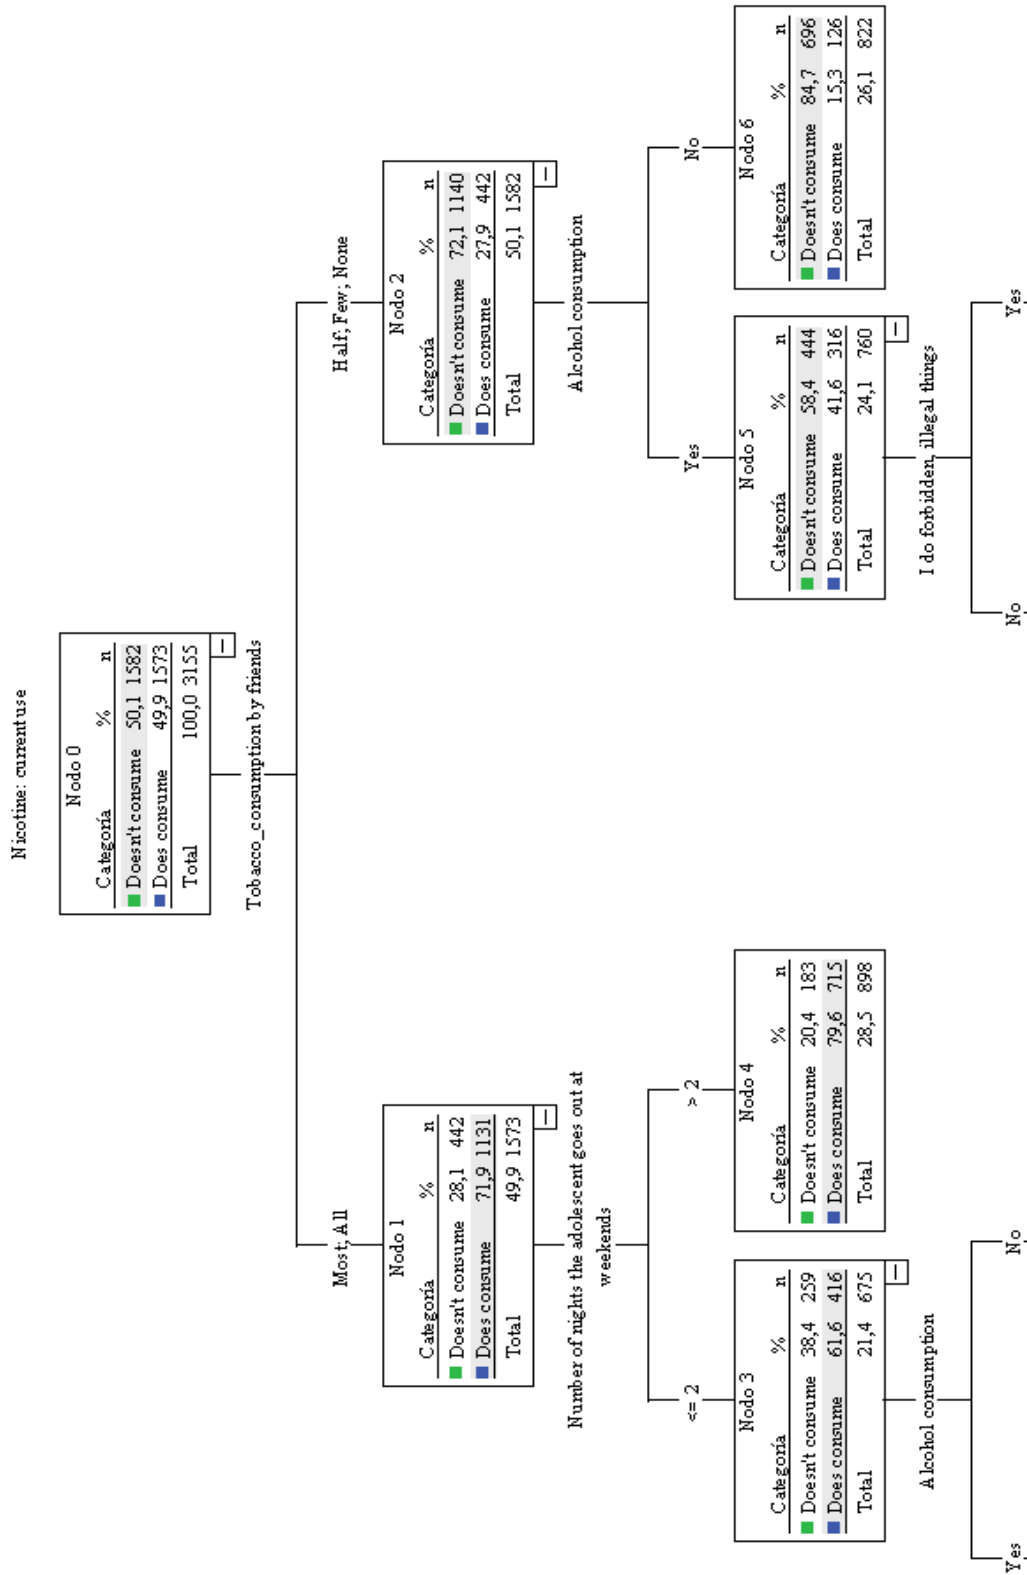 Nicotine: current use
Nodo 0
Categoría % n
Doesn't consume 50,1 1582
Does consume 49,9 1573
Total 100,0 3155
Tobacco_consumption by friends
Most; All
Half; Few; None
Nodo 1
Categoría % n
Doesn't consume 28,1 442
Does consume 71,9 1131
Total 49,9 1573
Nodo 2
Categoría % n
Doesn't consume 72,1 1140
Does consume 27,9 442
Total 50,1 1582
Number of nights the adolescent goes out at
weekends
Alcohol consumption
<= 2
> 2
Yes
No
Nodo 3
Categoría % n
Doesn't consume 38,4 259
Does consume 61,6 416
Total 21,4 675
Nodo 4
Categoría % n
Doesn't consume 20,4 183
Does consume 79,6 715
Total 28,5 898
Nodo 5
Categoría % n
Doesn't consume 58,4 444
Does consume 41,6 316
Total 24,1 760
Nodo 6
Categoría % n
Doesn't consume 84,7 696
Does consume 15,3 126
Total 26,1 822
Alcohol consumption
I do forbidden, illegal things
Yes
No
No
Yes